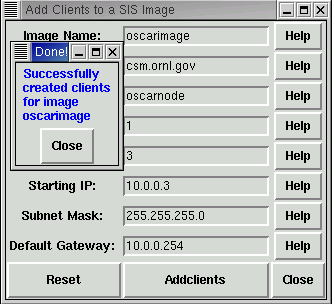 Add Clients to a SIS Image
Image Name: oscarimage Help
Done!
csm.ornl.gov Help
Successfully
created clients
for image
oscarimage
oscarnode Help
1 Help
Close
3 Help
Starting IP: 10.0.0.3 Help
Subnet Mask: 255.255.255.0 Help
Default Gateway: 10.0.0.254 Help
Reset Addclients Close